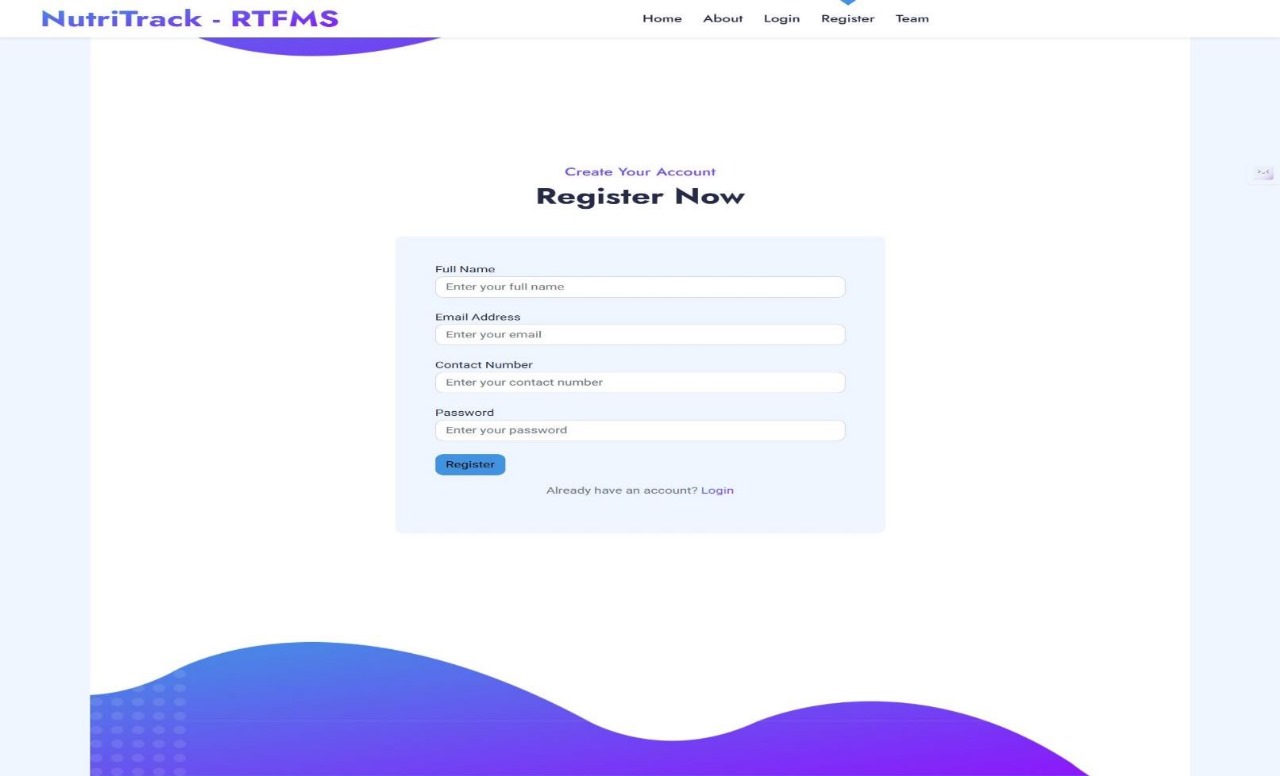 NutriTrack - RTFMS
Home About Login Register Team
Create Your Account
Register Now
Full Name
Enter your full name
Email Address
Enter your email
Contact Number
Enter your contact number
Password
Enter your password
Register
Already have an account? Login